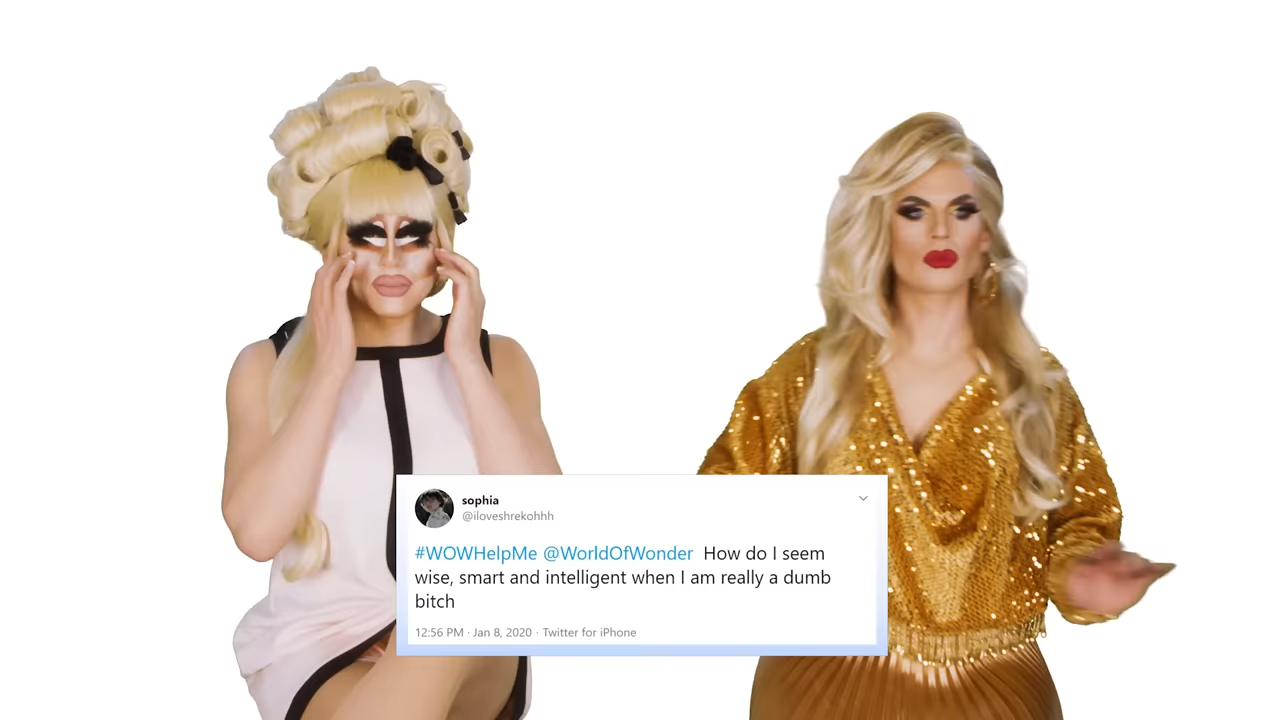 sophia
@iloveshrekohhh
#WOWHelpMe @WorldOfWonder How do I seem
wise, smart and intelligent when I am really a dumb
bitch
12:56 PM · Jan 8, 2020 · Twitter for iPhone